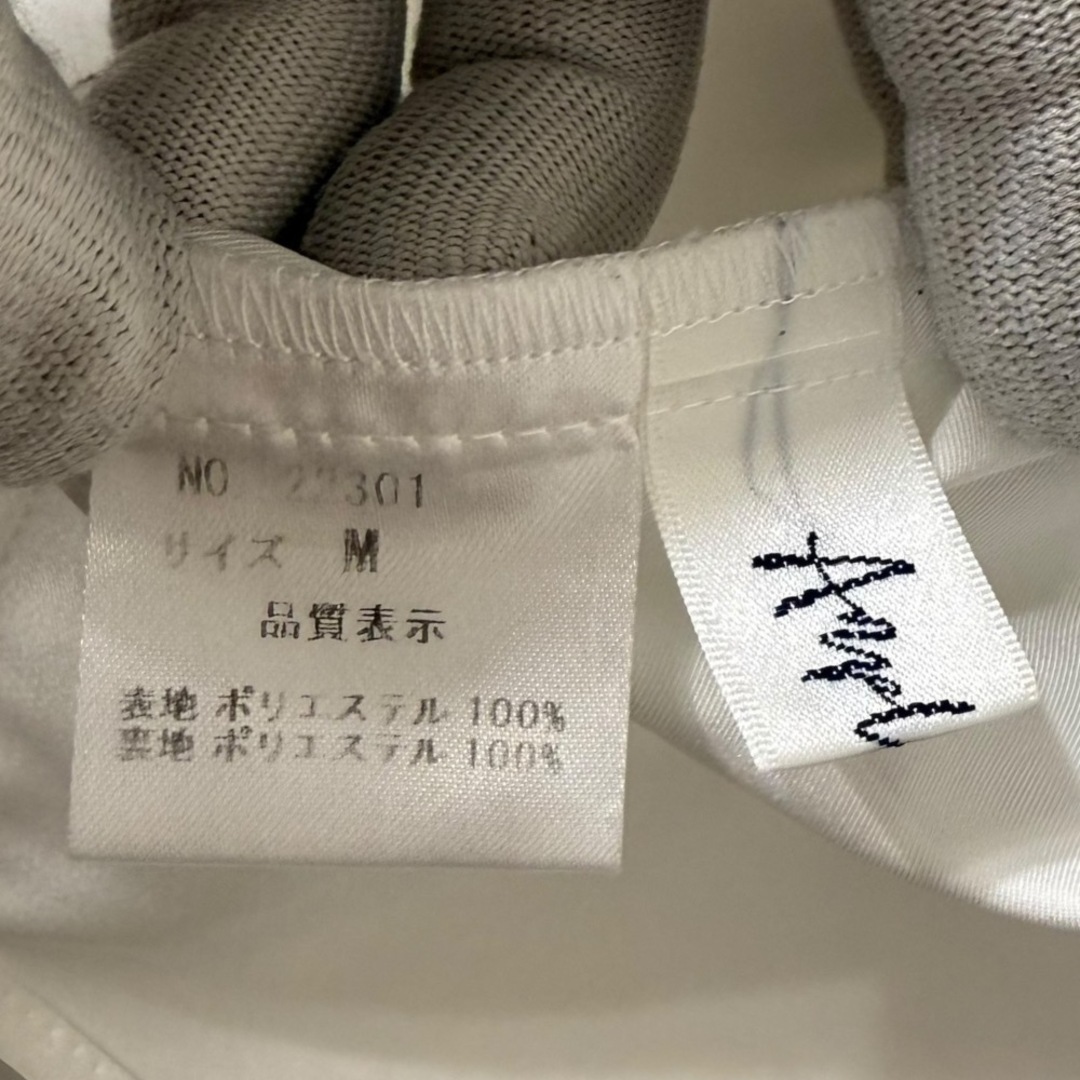 NO 22301
サイズ M
品質表示
表地 ポリエステル 100%
裏地 ポリエステル 100%